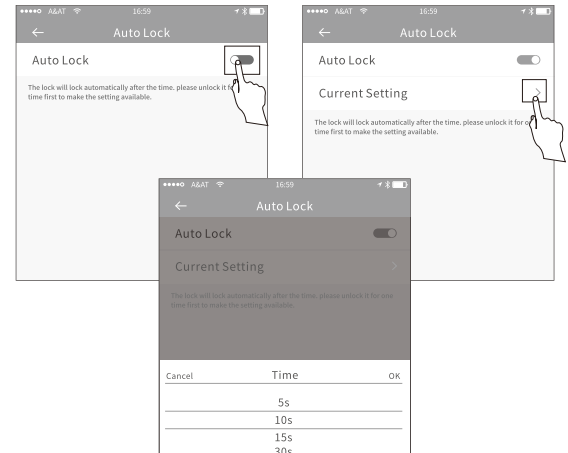 A&AT 16:59
Auto Lock
Auto Lock
The lock will lock automatically after the time. please unlock it for
time first to make the setting available.
A&AT 16:59
Auto Lock
Auto Lock
Current Setting
The lock will lock automatically after the time. please unlock it for
time first to make the setting available.
A&AT 16:59
Auto Lock
Auto Lock
Current Setting
The lock will lock automatically after the time. please unlock it for one
time first to make the setting available.
Cancel Time OK
5s
10s
15s
30s